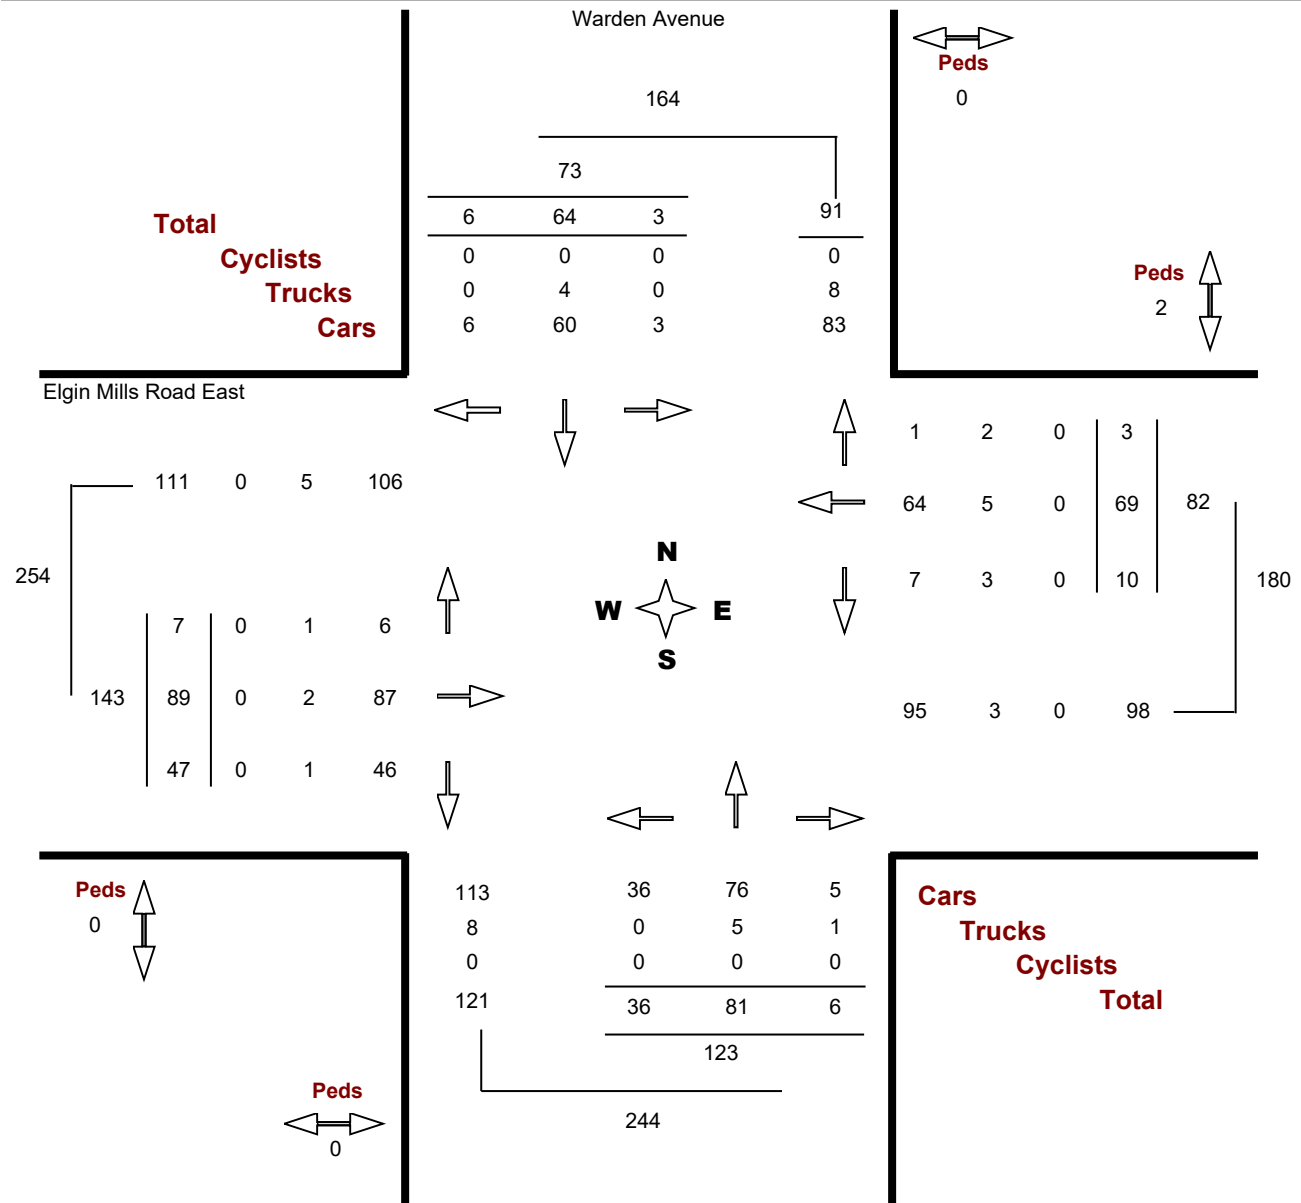 Warden Avenue
Peds
0
164
73
6 64 3 91
Total
Cyclists 0 0 0 0
Trucks 0 4 0 8
Cars 6 60 3 83
Peds
2
Elgin Mills Road East
1 2 0 3
111 0 5 106
64 5 0 69 82
N
254
W E
7 3 0 10 180
7 0 1 6
S
143 89 0 2 87
95 3 0 98
47 0 1 46
Peds
0
113 36 76 5
8 0 5 1
0 0 0 0
121 36 81 6
123
244
Cars
Trucks
Cyclists
Total
Peds
0